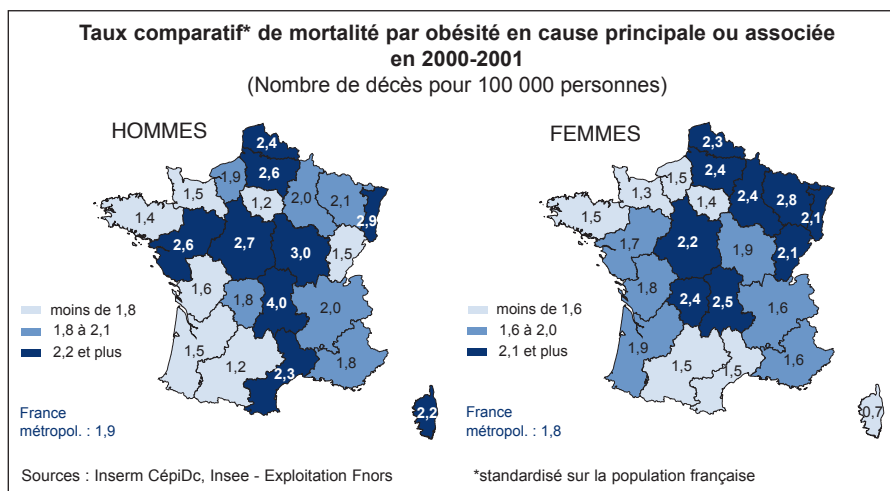 Taux comparatif* de mortalité par obésité en cause principale ou associée
en 2000-2001
(Nombre de décès pour 100 000 personnes)
HOMMES
2,4
1,9
2,6
1,5
1,2
2,0
2,1
2,9
1,4
2,6
2,7
3,0
1,5
1,6
1,8
4,0
2,0
1,5
1,2
2,3
1,8
2,2
moins de 1,8
1,8 à 2,1
2,2 et plus
France
métropol. : 1,9
FEMMES
2,3
1,5
2,4
1,3
1,4
2,4
2,8
2,1
1,5
1,7
2,2
1,9
2,1
1,8
2,4
2,5
1,6
1,9
1,5
1,5
1,6
0,7
moins de 1,6
1,6 à 2,0
2,1 et plus
France
métropol. : 1,8
Sources : Inserm CépiDc, Insee - Exploitation Fnors
*standardisé sur la population française